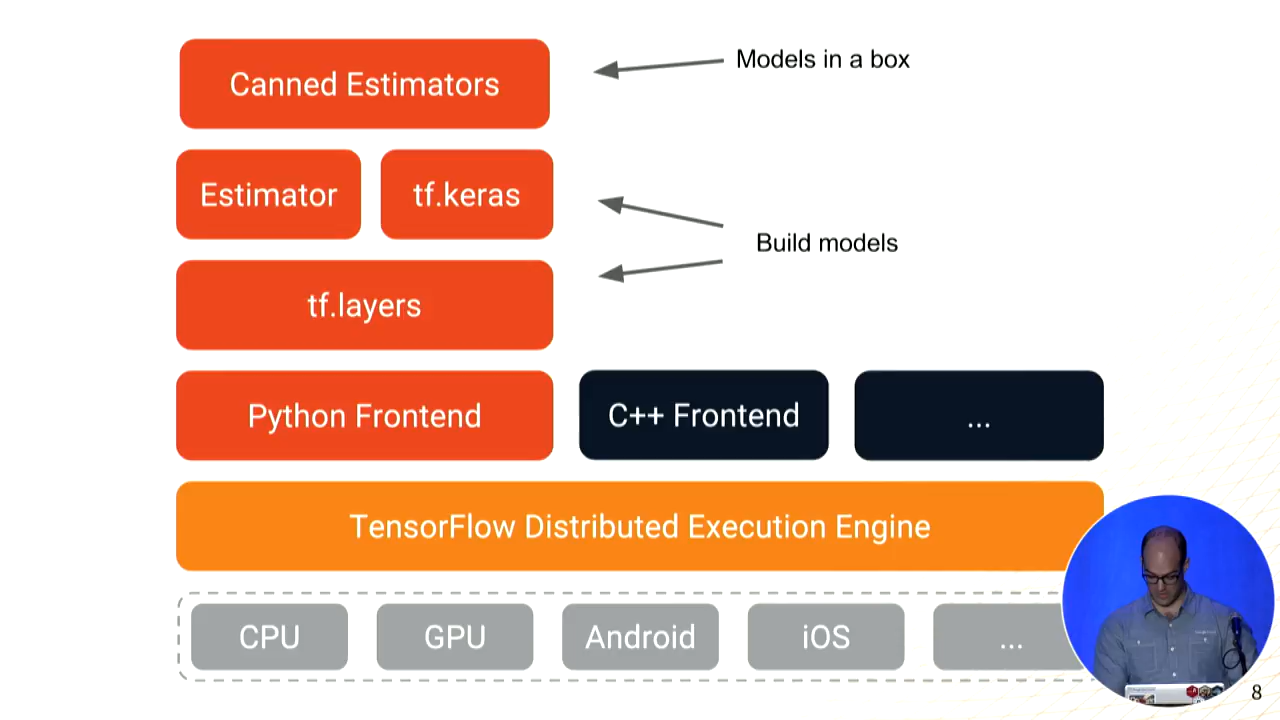 Canned Estimators
Models in a box
Estimator
tf.keras
Build models
tf.layers
Python Frontend
C++ Frontend
...
TensorFlow Distributed Execution Engine
CPU
GPU
Android
iOS
...
8